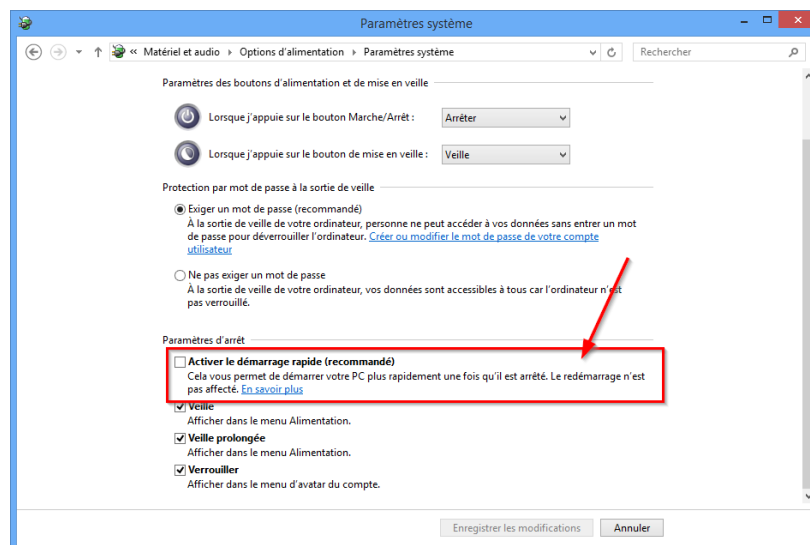 Paramètres système
« Matériel et audio Options d'alimentation Paramètres système Rechercher
Paramètres des boutons d'alimentation et de mise en veille
Lorsque j'appuie sur le bouton Marche/Arrêt : Arrêter
Lorsque j'appuie sur le bouton de mise en veille : Veille
Protection par mot de passe à la sortie de veille
Exiger un mot de passe (recommandé)
À la sortie de veille de votre ordinateur, personne ne peut accéder à vos données sans entrer un mot
de passe pour déverrouiller l'ordinateur. Créer ou modifier le mot de passe de votre compte
utilisateur
Ne pas exiger un mot de passe
À la sortie de veille de votre ordinateur, vos données sont accessibles à tous car l'ordinateur n'est
pas verrouillé.
Paramètres d'arrêt
Activer le démarrage rapide (recommandé)
Cela vous permet de démarrer votre PC plus rapidement une fois qu'il est arrêté. Le redémarrage n'est
pas affecté. En savoir plus
Veille
Afficher dans le menu Alimentation.
Veille prolongée
Afficher dans le menu Alimentation.
Verrouiller
Afficher dans le menu d'avatar du compte.
Enregistrer les modifications Annuler